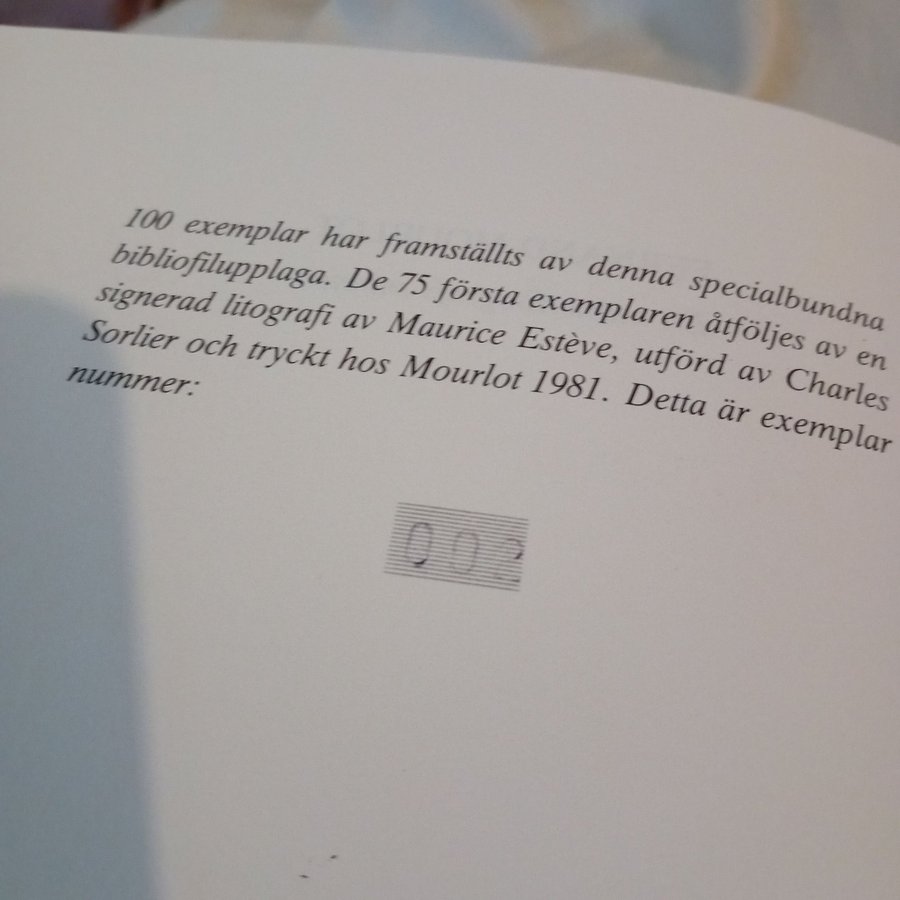 100 exemplar har framställts av denna specialbundna
bibliofilupplaga. De 75 första exemplaren åtföljes av en
signerad litografi av Maurice Estève, utförd av Charles
Sorlier och tryckt hos Mourlot 1981. Detta är exemplar
nummer:
002